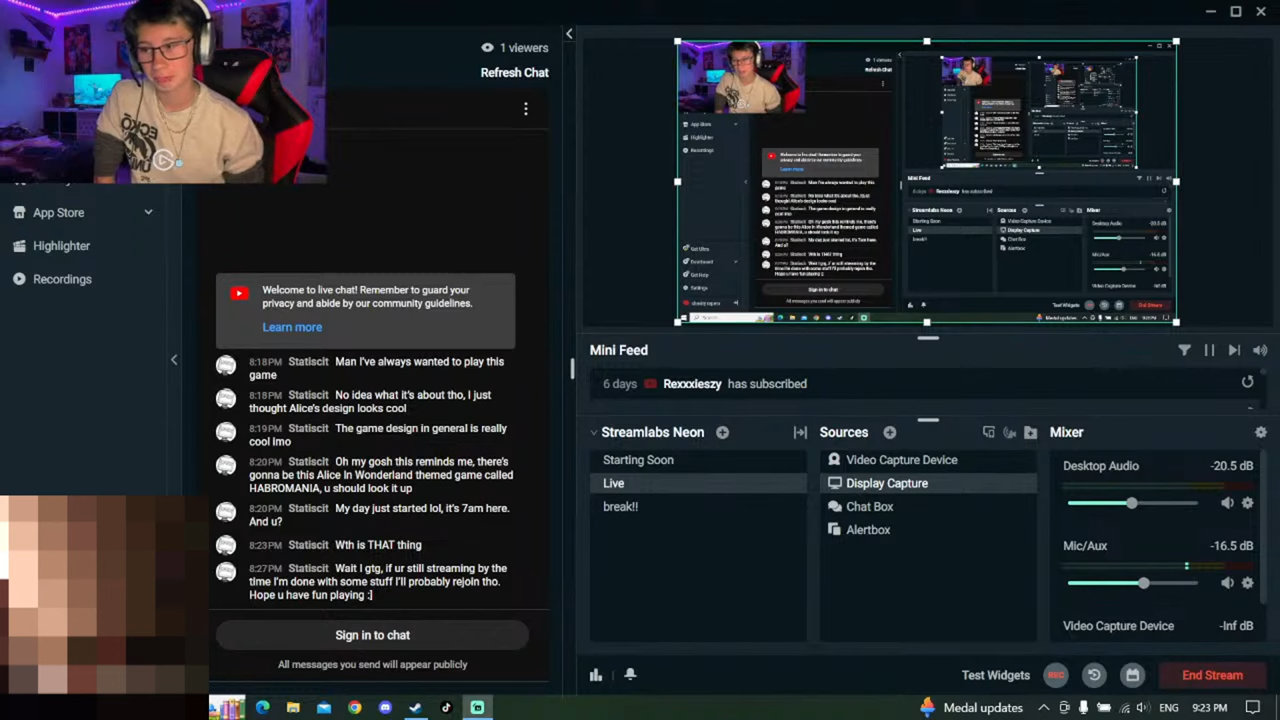 1 viewers
Refresh Chat
App Store
Highlighter
Recordings
Welcome to live chat! Remember to guard your
privacy and abide by our community guidelines.
Learn more
8:18PM Statiscit Man I've always wanted to play this
game
8:18PM Statiscit No idea what it's about tho, I just
thought Alice's design looks cool
8:19PM Statiscit The game design in general is really
cool imo
8:20PM Statiscit Oh my gosh this reminds me, there's
gonna be this Alice In Wonderland themed game called
HABROMANIA, u should look it up
8:20PM Statiscit My day just started lol, it's 7am here.
And u?
8:23PM Statiscit Wth is THAT thing
8:27PM Statiscit Wait I gtg, if ur still streaming by the
time I'm done with some stuff I'll probably rejoin tho.
Hope u have fun playing :]
Sign in to chat
All messages you send will appear publicly
Mini Feed
6 days Rexxxieszy has subscribed
Streamlabs Neon
Starting Soon
Live
break!!
Sources
Video Capture Device
Display Capture
Chat Box
Alertbox
Mixer
Desktop Audio -20.5 dB
Mic/Aux -16.5 dB
Video Capture Device -Inf dB
Test Widgets
REC
End Stream
Medal updates
ENG
9:23 PM